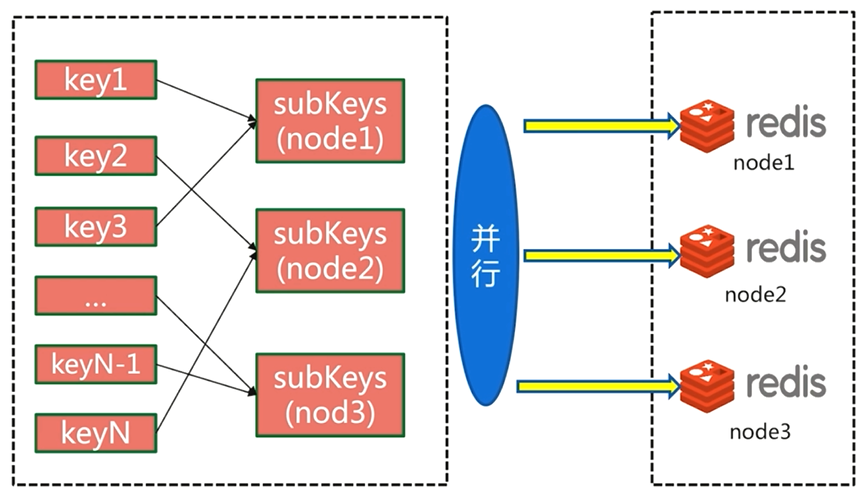 key1
key2
key3
...
keyN-1
keyN
subKeys
(node1)
subKeys
(node2)
subKeys
(nod3)
并
行
redis
node1
redis
node2
redis
node3